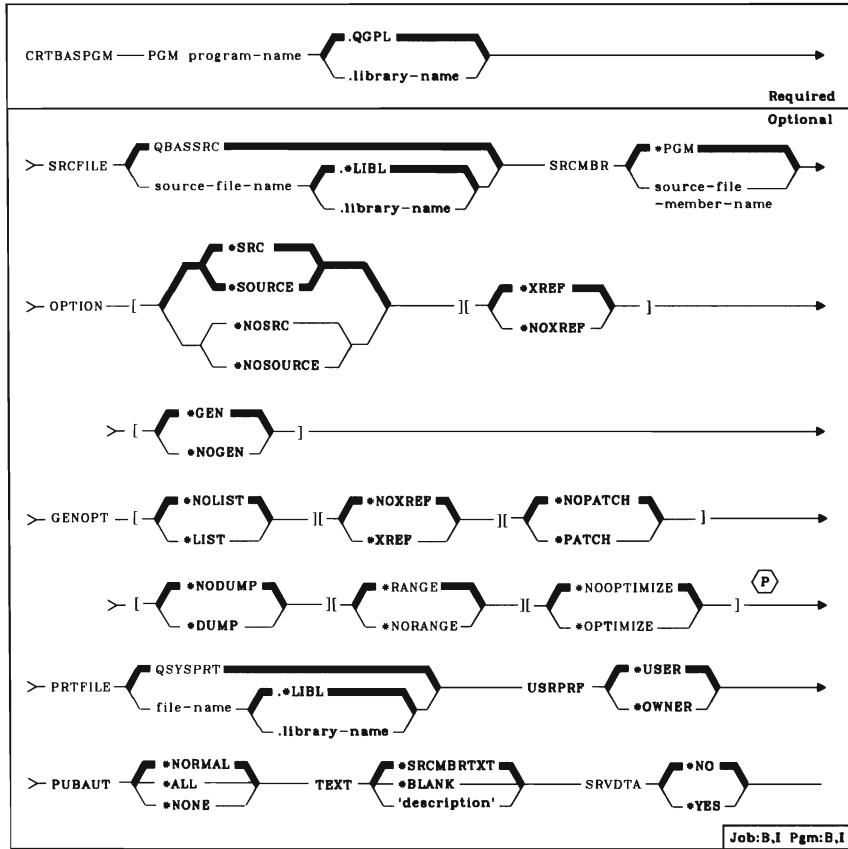 .QGPL
CRTBASPGM PGM program-name
.library-name
Required
Optional
QBASSRC *PGM
SRCFILE .*LIBL SRCMBR
source-file-name source-file
.library-name -member-name
*SRC
*SOURCE *XREF
OPTION [ ][ ]
*NOSRC *NOXREF
*NOSOURCE
*GEN
[ ]
*NOGEN
*NOLIST *NOXREF *NOPATCH
GENOPT [ ][ ][ ]
*LIST *XREF *PATCH
*NODUMP *RANGE *NOOPTIMIZE P
[ ][ ][ ]
*DUMP *NORANGE *OPTIMIZE
QSYSPRT *USER
PRTFILE .*LIBL USRPRF
file-name *OWNER
.library-name
*NORMAL *SRCMBRTXT *NO
PUBAUT *ALL TEXT *BLANK SRVDTA
*NONE 'description' *YES
Job:B,I Pgm:B,I